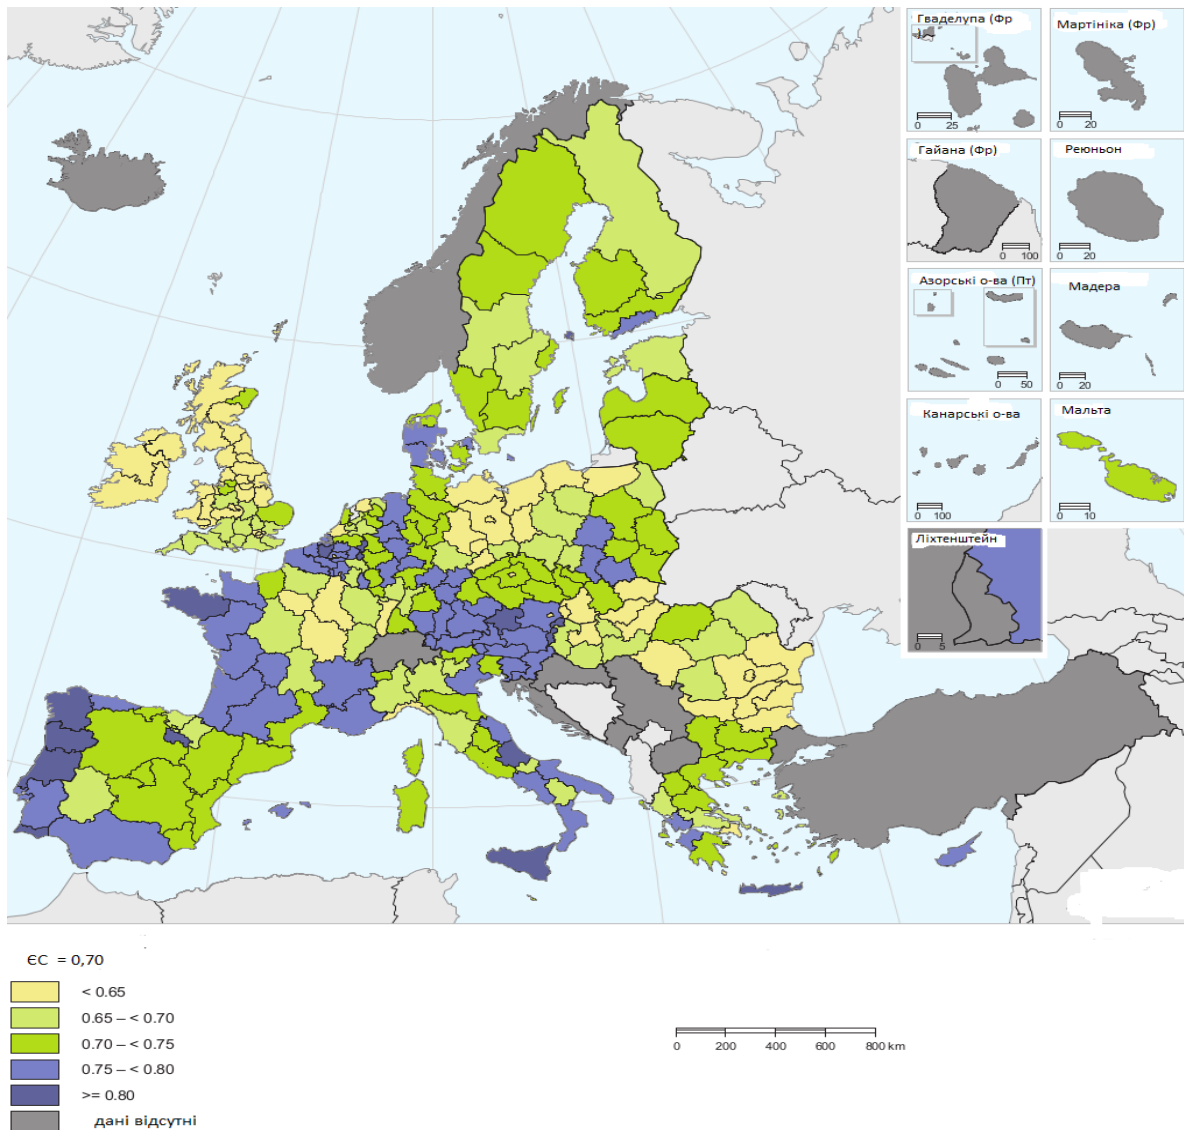 Гваделупа (Фр
25
Мартініка (Фр)
0 20
Гайана (Фр)
0 100
Реюньон
0 20
Азорські о-ва (Пт)
0 50
Мадера
0 20
Канарські о-ва
0 100
Мальта
0 10
Ліхтенштейн
0 5
ЄС = 0,70
< 0.65
0.65 – < 0.70
0.70 – < 0.75
0.75 – < 0.80
>= 0.80
дані відсутні
0 200 400 600 800 km